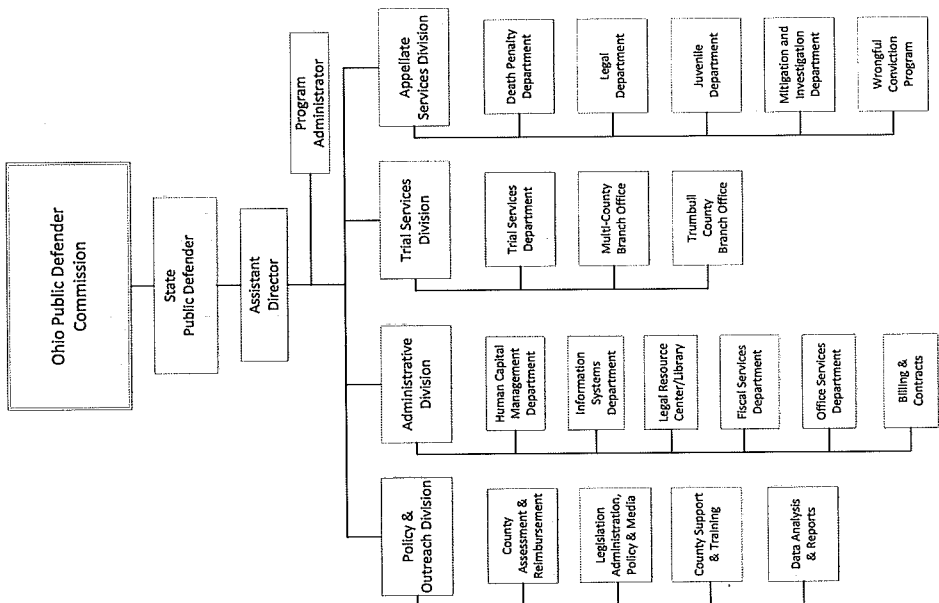 Ohio Public Defender
Commission
State
Public Defender
Assistant
Director
Program
Administrator
Policy &
Outreach Division
County
Assessment &
Reimbursement
Legislation
Administration,
Policy & Media
County Support
& Training
Data Analysis
& Reports
Administrative
Division
Human Capital
Management
Department
Information
Systems
Department
Legal Resource
Center/Library
Fiscal Services
Department
Office Services
Department
Billing &
Contracts
Trial Services
Division
Trial Services
Department
Multi-County
Branch Office
Trumbull
County
Branch Office
Appellate
Services Division
Death Penalty
Department
Legal
Department
Juvenile
Department
Mitigation and
Investigation
Department
Wrongful
Conviction
Program